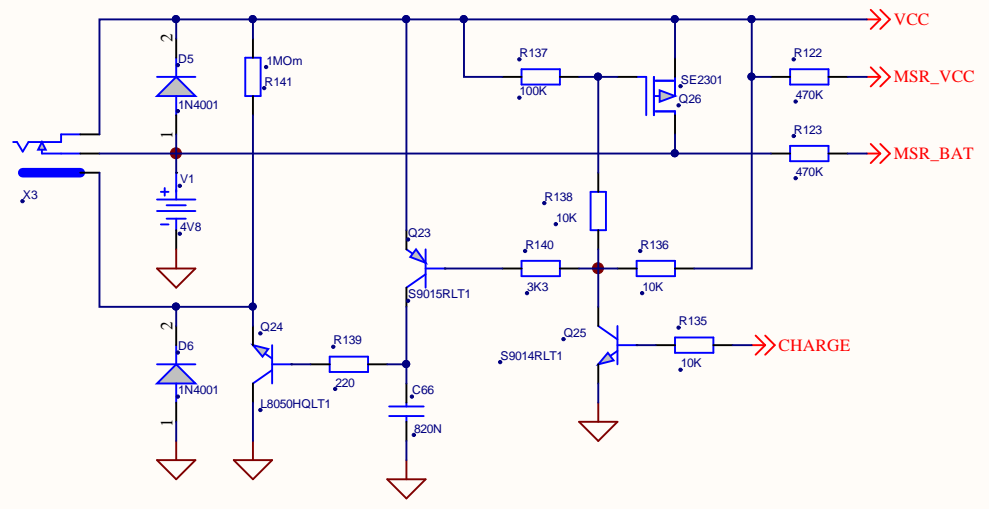 VCC
R137
R122
2
D5
1MOm
R141
SE2301
MSR_VCC
100K
Q26
470K
1N4001
1
R123
MSR_BAT
470K
X3
V1
+
4V8
−
R138
10K
Q23
R140
R136
3K3
10K
S9015RLT1
2
D6
Q24
R139
Q25
R135
S9014RLT1
CHARGE
10K
1N4001
220
C66
L8050HQLT1
1
820N